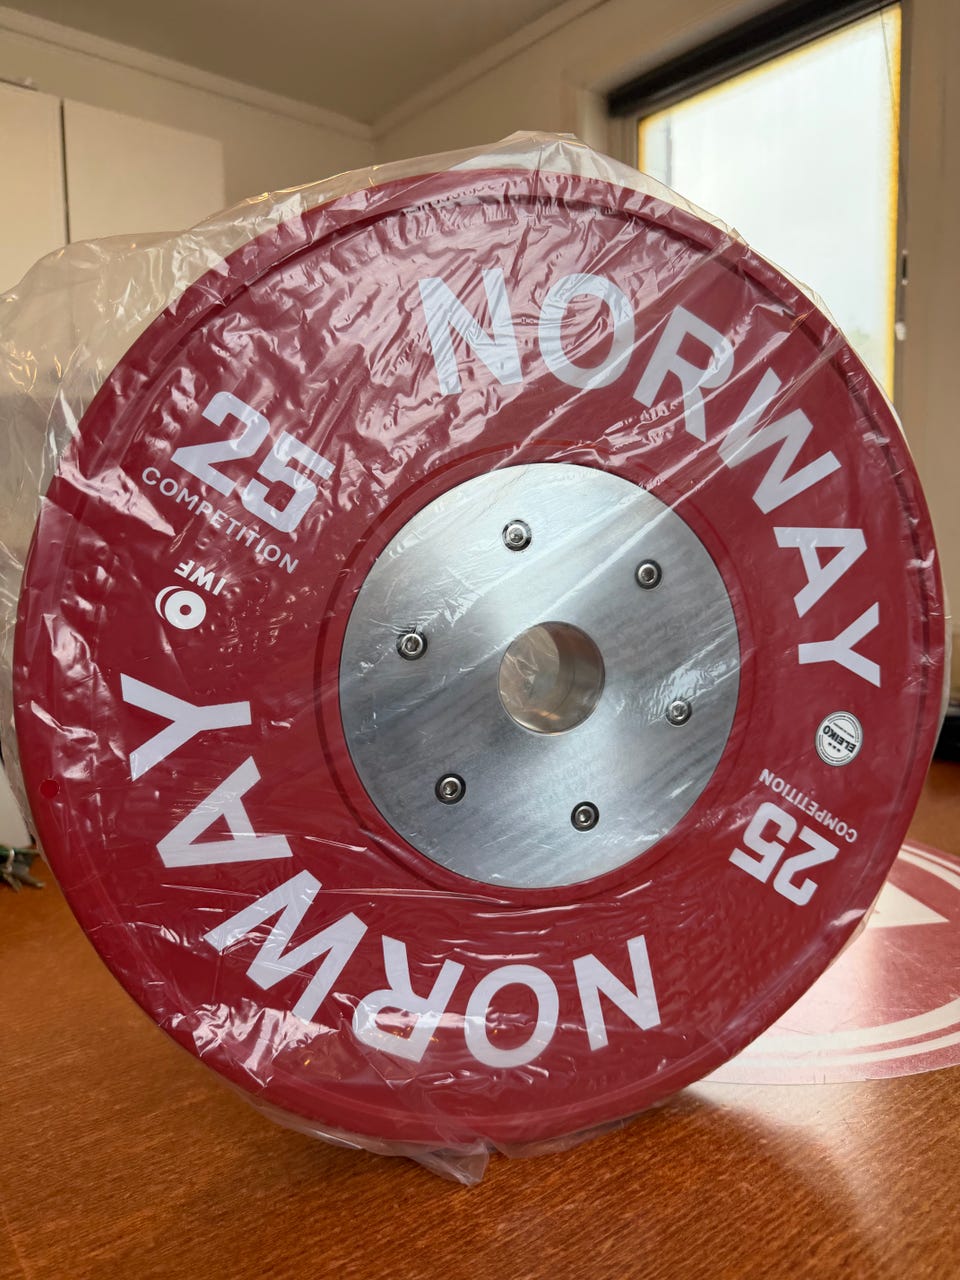 NORWAY
25
COMPETITION
IWF
ELEIKO
25
COMPETITION
NORWAY